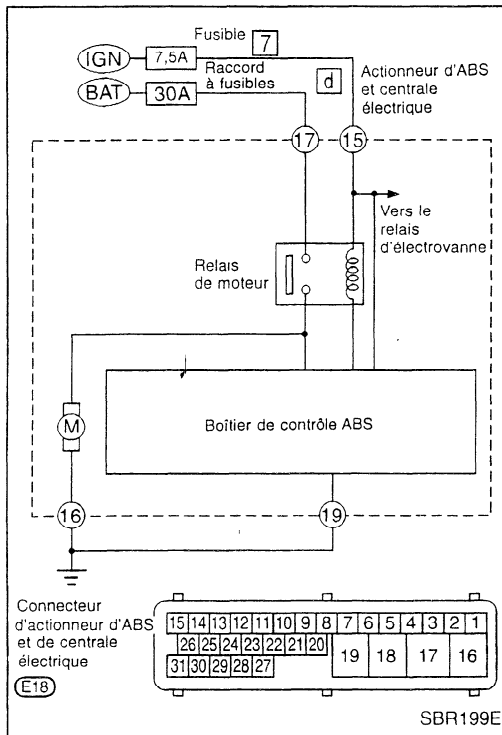 Fusible 7
IGN 7,5A
Raccord
à fusibles
BAT 30A
d
Actionneur d'ABS
et centrale
électrique
17 15
Vers le
relais
d'électrovanne
Relais
de moteur
Boîtier de contrôle ABS
M
16 19
Connecteur
d'actionneur d'ABS
et de centrale
électrique
E18
15 14 13 12 11 10 9 8 7 6 5 4 3 2 1
26 25 24 23 22 21 20
19 18 17 16
31 30 29 28 27
SBR199E